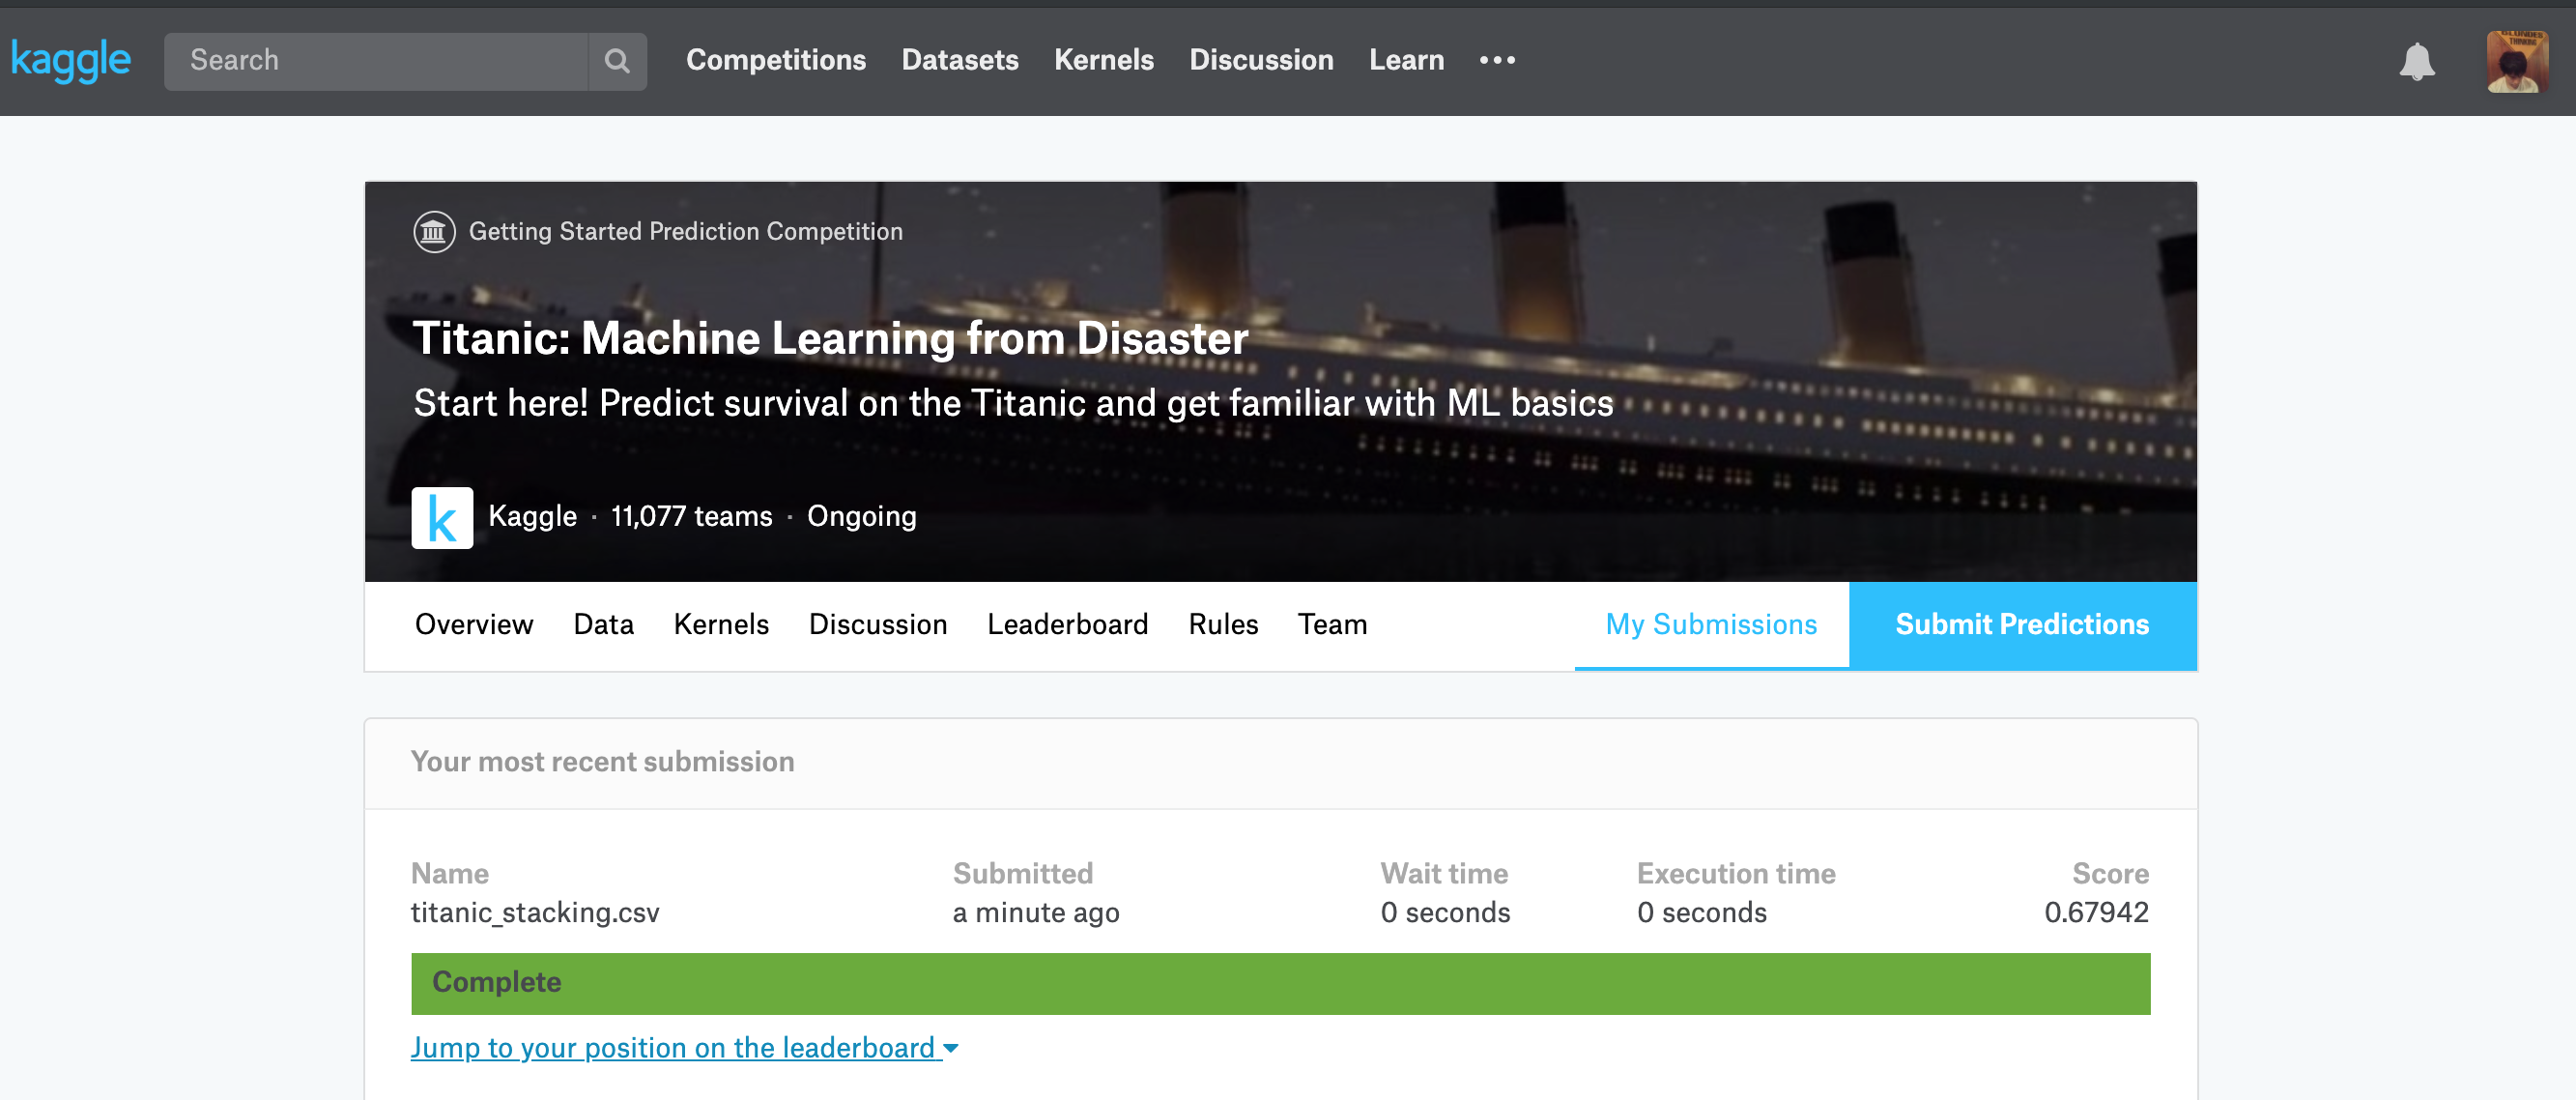 kaggle
Search
Competitions Datasets Kernels Discussion Learn •••
Getting Started Prediction Competition
Titanic: Machine Learning from Disaster
Start here! Predict survival on the Titanic and get familiar with ML basics
k
Kaggle · 11,077 teams · Ongoing
Overview Data Kernels Discussion Leaderboard Rules Team My Submissions Submit Predictions
Your most recent submission
Name Submitted Wait time Execution time Score
titanic_stacking.csv a minute ago 0 seconds 0 seconds 0.67942
Complete
Jump to your position on the leaderboard